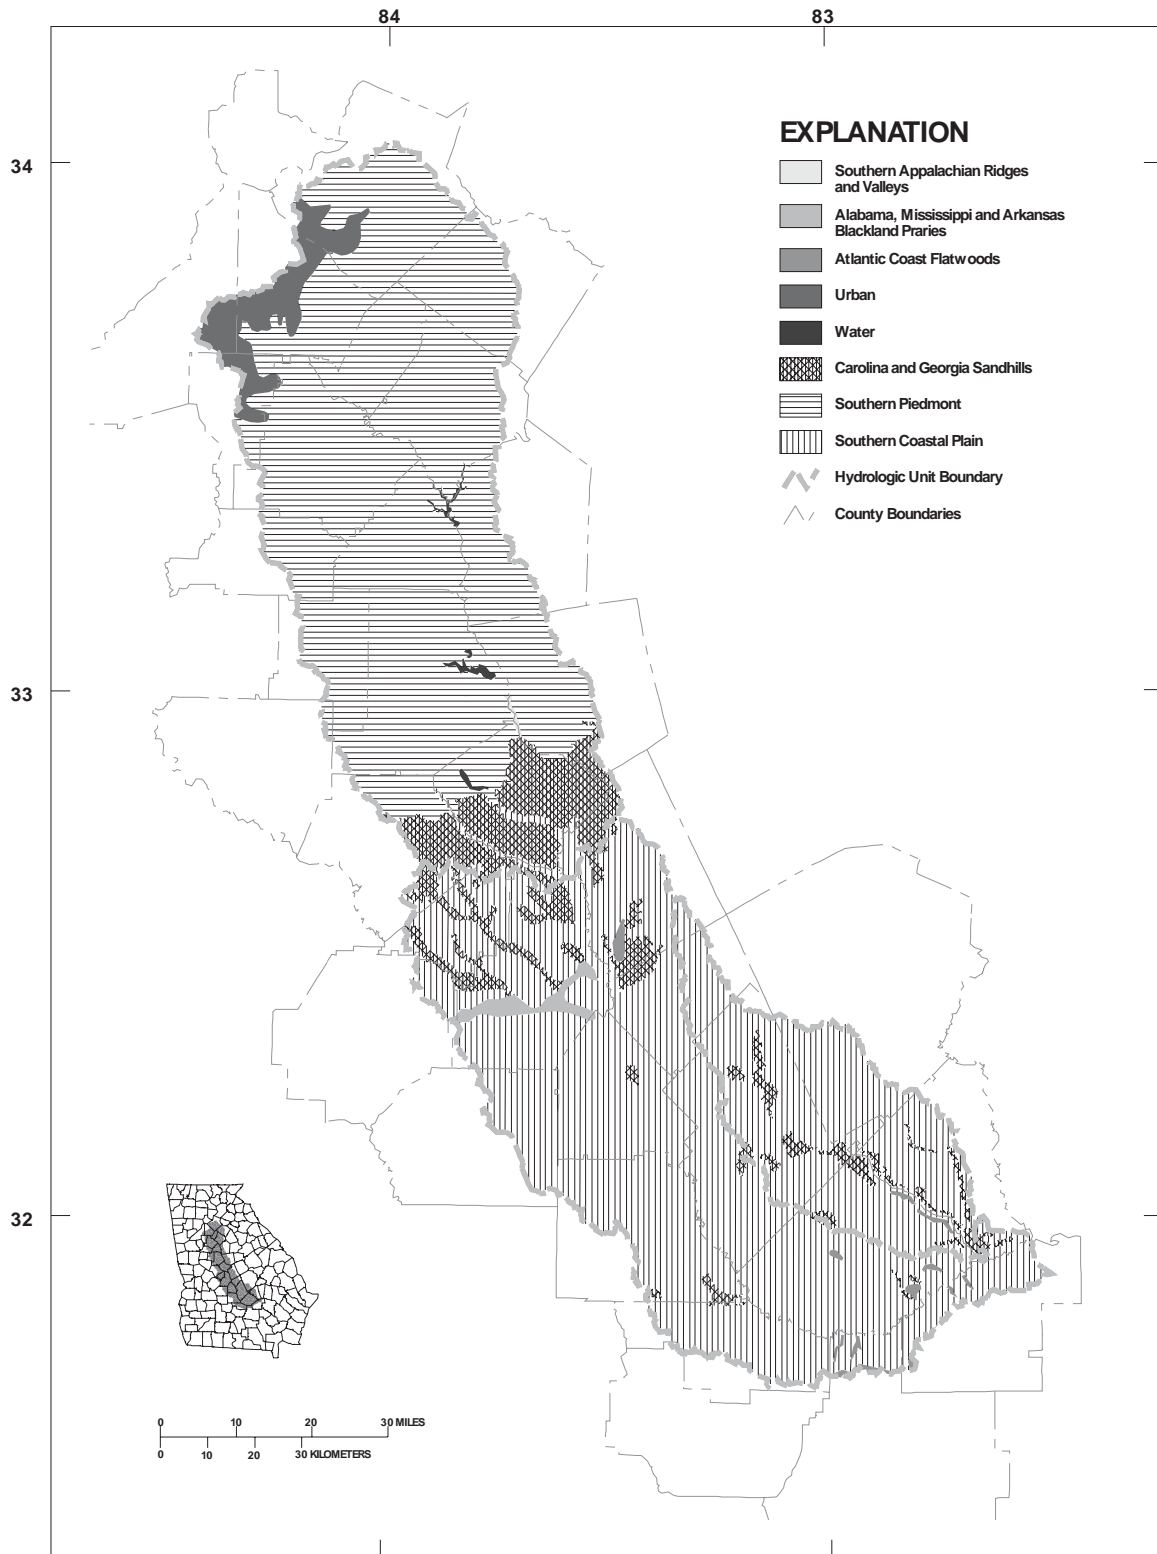 84
83
34
EXPLANATION
Southern Appalachian Ridges
and Valleys
Alabama, Mississippi and Arkansas
Blackland Praries
Atlantic Coast Flatwoods
Urban
Water
Carolina and Georgia Sandhills
Southern Piedmont
Southern Coastal Plain
Hydrologic Unit Boundary
County Boundaries
33
32
0 10 20 30 MILES
0 10 20 30 KILOMETERS